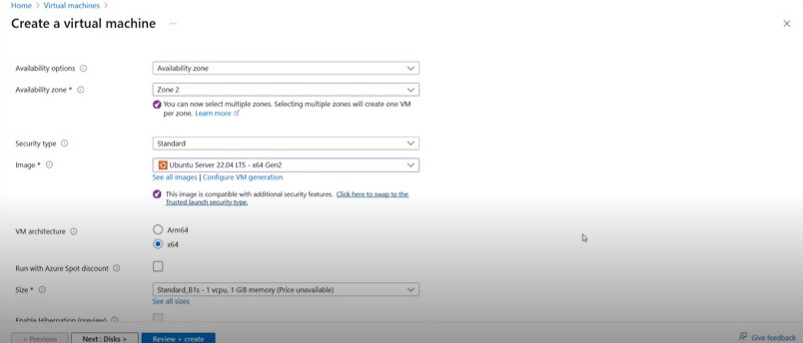 Home > Virtual machines >
Create a virtual machine ...
Availability options
Availability zone
Availability zone *
Zone 2
You can now select multiple zones. Selecting multiple zones will create one VM
per zone. Learn more
Security type
Standard
Image *
Ubuntu Server 22.04 LTS - x64 Gen2
See all images | Configure VM generation
This image is compatible with additional security features. Click here to swap to the
Trusted launch security type.
VM architecture
Arm64
x64
Run with Azure Spot discount
Size *
Standard_B1s - 1 vcpu, 1 GiB memory (Price unavailable)
See all sizes
Enable Hibernation (preview)
< Previous
Next : Disks >
Review + create
Give feedback